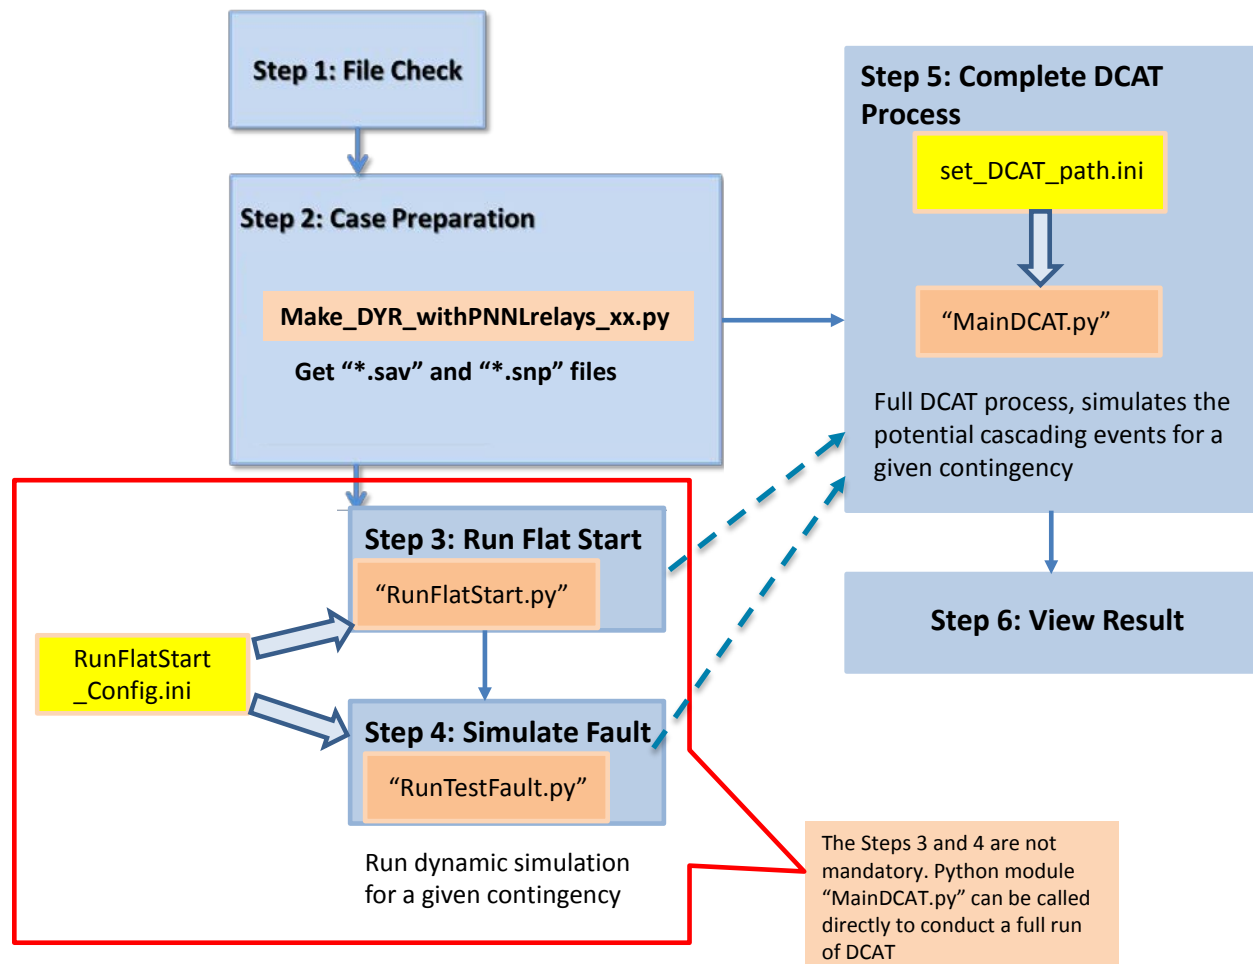 Step 1: File Check
Step 2: Case Preparation
Make_DYR_withPNNLrelays_xx.py
Get “*.sav” and “*.snp” files
Step 3: Run Flat Start
“RunFlatStart.py”
RunFlatStart
_Config.ini
Step 4: Simulate Fault
“RunTestFault.py”
Run dynamic simulation
for a given contingency
Step 5: Complete DCAT
Process
set_DCAT_path.ini
“MainDCAT.py”
Full DCAT process, simulates the
potential cascading events for a
given contingency
Step 6: View Result
The Steps 3 and 4 are not
mandatory. Python module
“MainDCAT.py” can be called
directly to conduct a full run
of DCAT